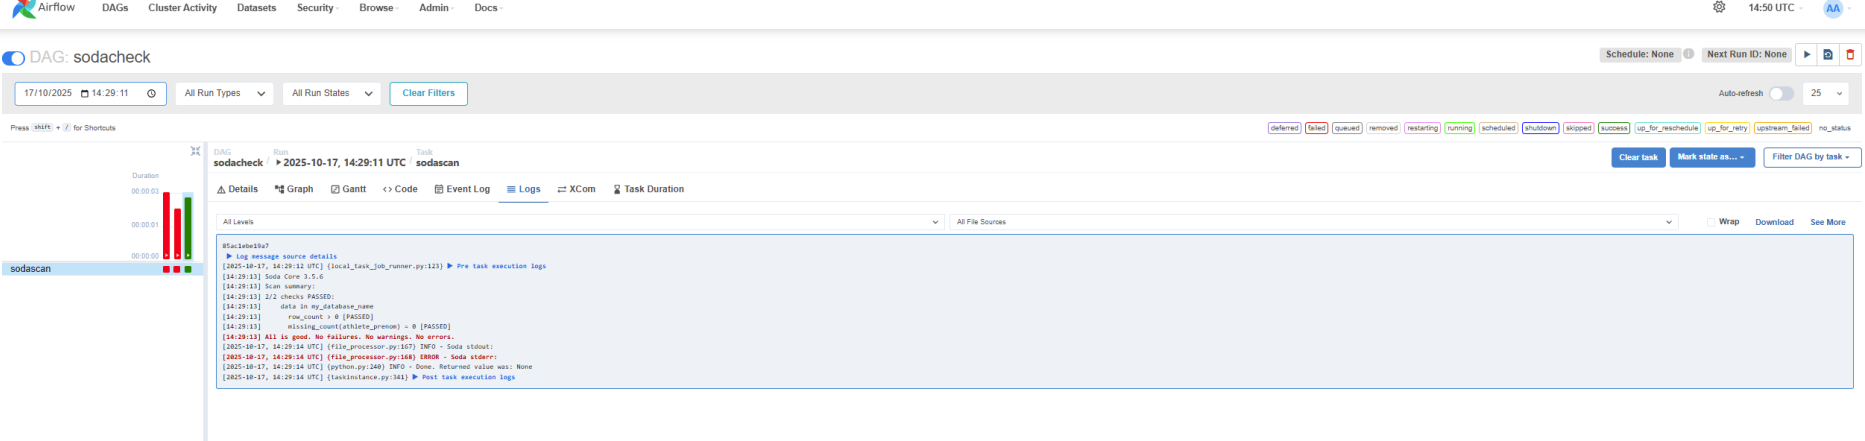 Airflow DAGs Cluster Activity Datasets Security Browse Admin Docs 14:50 UTC AA
DAG: sodacheck Schedule: None Next Run ID: None
17/10/2025 14:29:11 All Run Types All Run States Clear Filters Auto-refresh 25
Press shift + / for Shortcuts deferred failed queued removed restarting running scheduled shutdown skipped success up_for_reschedule up_for_retry upstream_failed no_status
DAG Run Task
sodacheck / 2025-10-17, 14:29:11 UTC / sodascan Clear task Mark state as... Filter DAG by task
Duration
00:00:03
00:00:01
00:00:00
sodascan
Details Graph Gantt Code Event Log Logs XCom Task Duration
All Levels All File Sources Wrap Download See More
85ac1ebe19a7
Log message source details
[2025-10-17, 14:29:12 UTC] {local_task_job_runner.py:123} Pre task execution logs
[14:29:13] Soda Core 3.5.6
[14:29:13] Scan summary:
[14:29:13] 2/2 checks PASSED:
[14:29:13] data in my_database_name
[14:29:13] row_count > 0 [PASSED]
[14:29:13] missing_count(athlete_prenom) = 0 [PASSED]
[14:29:13] All is good. No failures. No warnings. No errors.
[2025-10-17, 14:29:14 UTC] {file_processor.py:167} INFO - Soda stdout:
[2025-10-17, 14:29:14 UTC] {file_processor.py:168} ERROR - Soda stderr:
[2025-10-17, 14:29:14 UTC] {python.py:240} INFO - Done. Returned value was: None
[2025-10-17, 14:29:14 UTC] {taskinstance.py:341} Post task execution logs